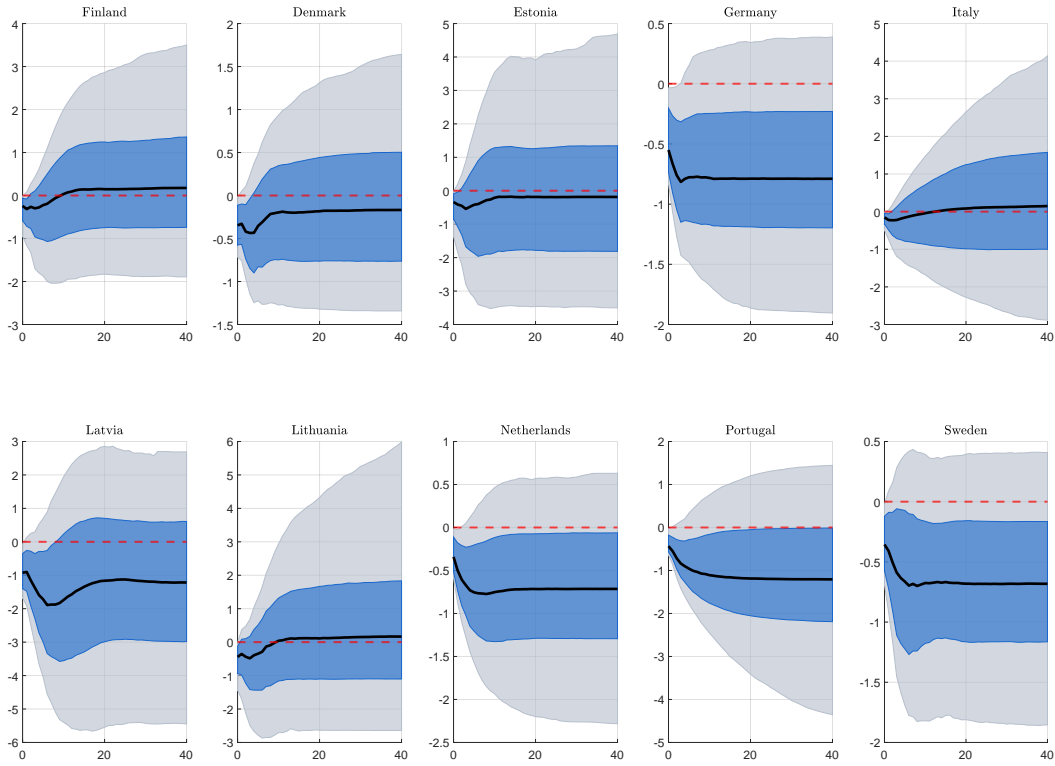 Finland Denmark Estonia Germany Italy
4 3 2 1 0 -1 -2 -3
0 20 40
2 1.5 1 0.5 0 -0.5 -1 -1.5
0 20 40
5 4 3 2 1 0 -1 -2 -3 -4
0 20 40
0.5 0 -0.5 -1 -1.5 -2
0 20 40
5 4 3 2 1 0 -1 -2 -3
0 20 40
Latvia Lithuania Netherlands Portugal Sweden
3 2 1 0 -1 -2 -3 -4 -5 -6
0 20 40
6 5 4 3 2 1 0 -1 -2 -3
0 20 40
1 0.5 0 -0.5 -1 -1.5 -2 -2.5
0 20 40
2 1 0 -1 -2 -3 -4 -5
0 20 40
0.5 0 -0.5 -1 -1.5 -2
0 20 40